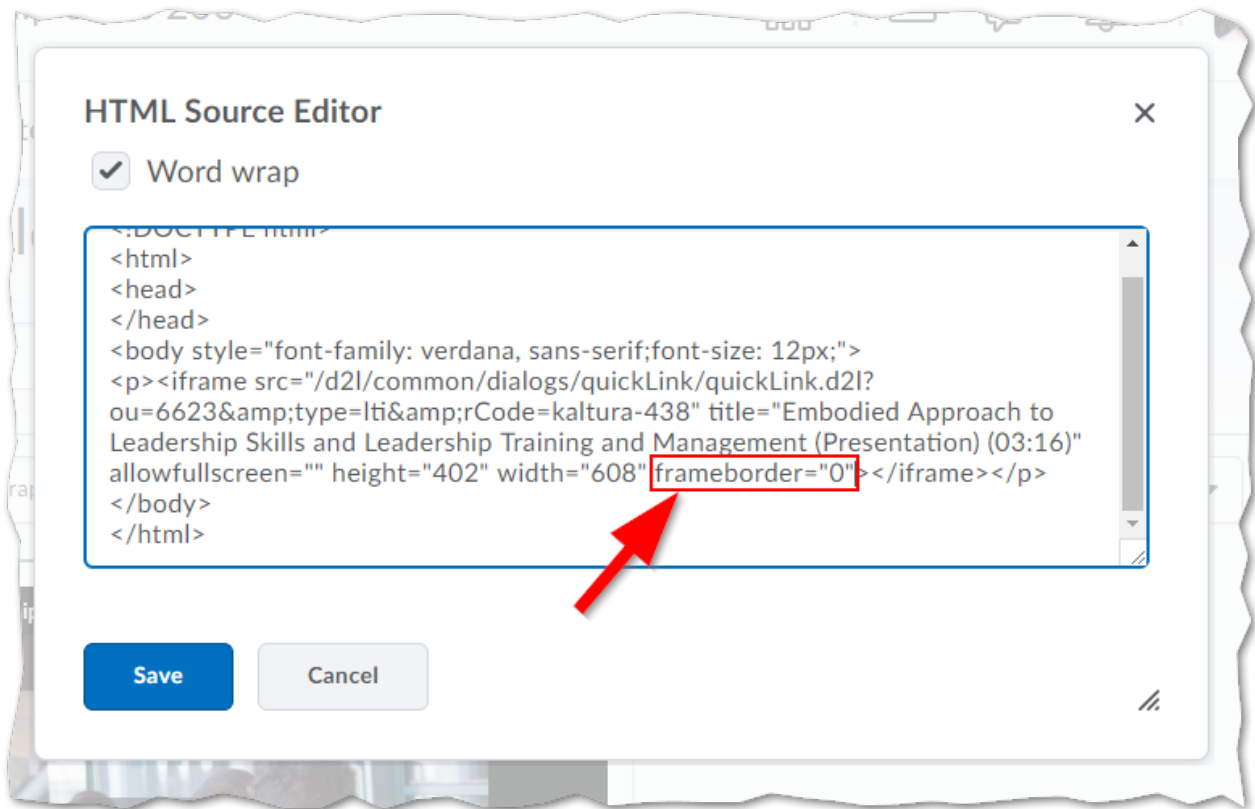 HTML Source Editor
Word wrap
<!DOCTYPE html>
<html>
<head>
</head>
<body style="font-family: verdana, sans-serif;font-size: 12px;">
<p><iframe src="/d2l/common/dialogs/quickLink/quickLink.d2l?
ou=6623&amp;type=lti&amp;rCode=kaltura-438" title="Embodied Approach to
Leadership Skills and Leadership Training and Management (Presentation) (03:16)"
allowfullscreen="" height="402" width="608" frameborder="0"></iframe></p>
</body>
</html>
Save
Cancel